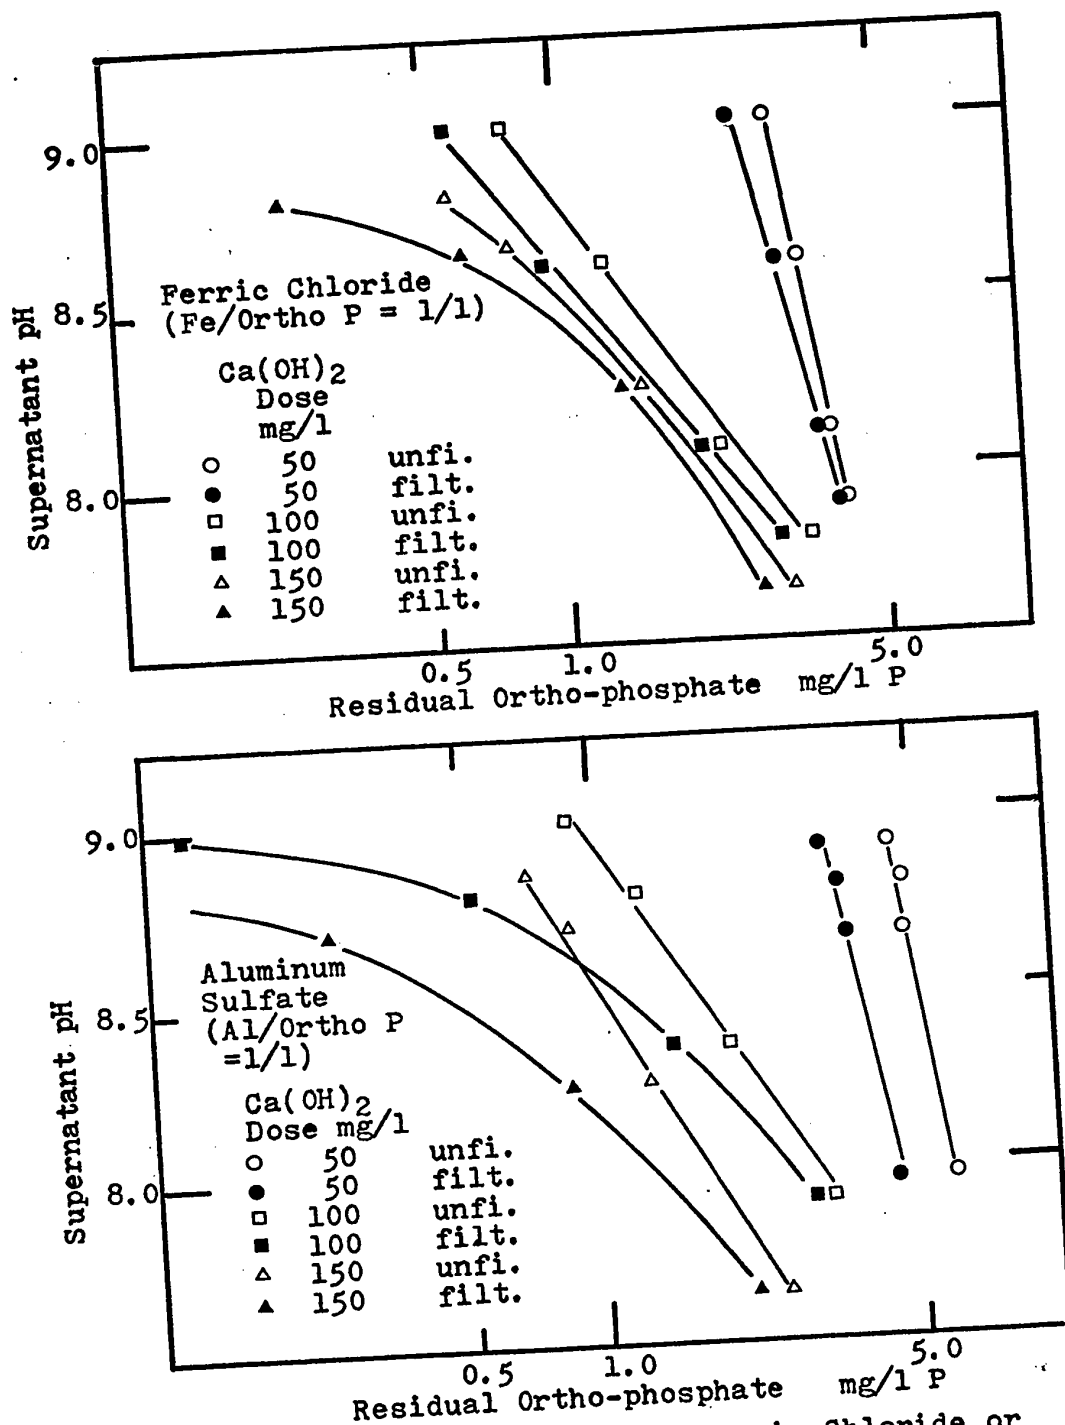 9.0
8.5
8.0
Supernatant pH
Ferric Chloride
(Fe/Ortho P = 1/1)
Ca(OH)2
Dose
mg/l
○ 50 unfi.
● 50 filt.
□ 100 unfi.
■ 100 filt.
△ 150 unfi.
▲ 150 filt.
0.5 1.0 5.0
Residual Ortho-phosphate mg/l P
9.0
8.5
8.0
Supernatant pH
Aluminum
Sulfate
(Al/Ortho P
=1/1)
Ca(OH)2
Dose mg/l
○ 50 unfi.
● 50 filt.
□ 100 unfi.
■ 100 filt.
△ 150 unfi.
▲ 150 filt.
0.5 1.0 5.0
Residual Ortho-phosphate mg/l P
Chloride or